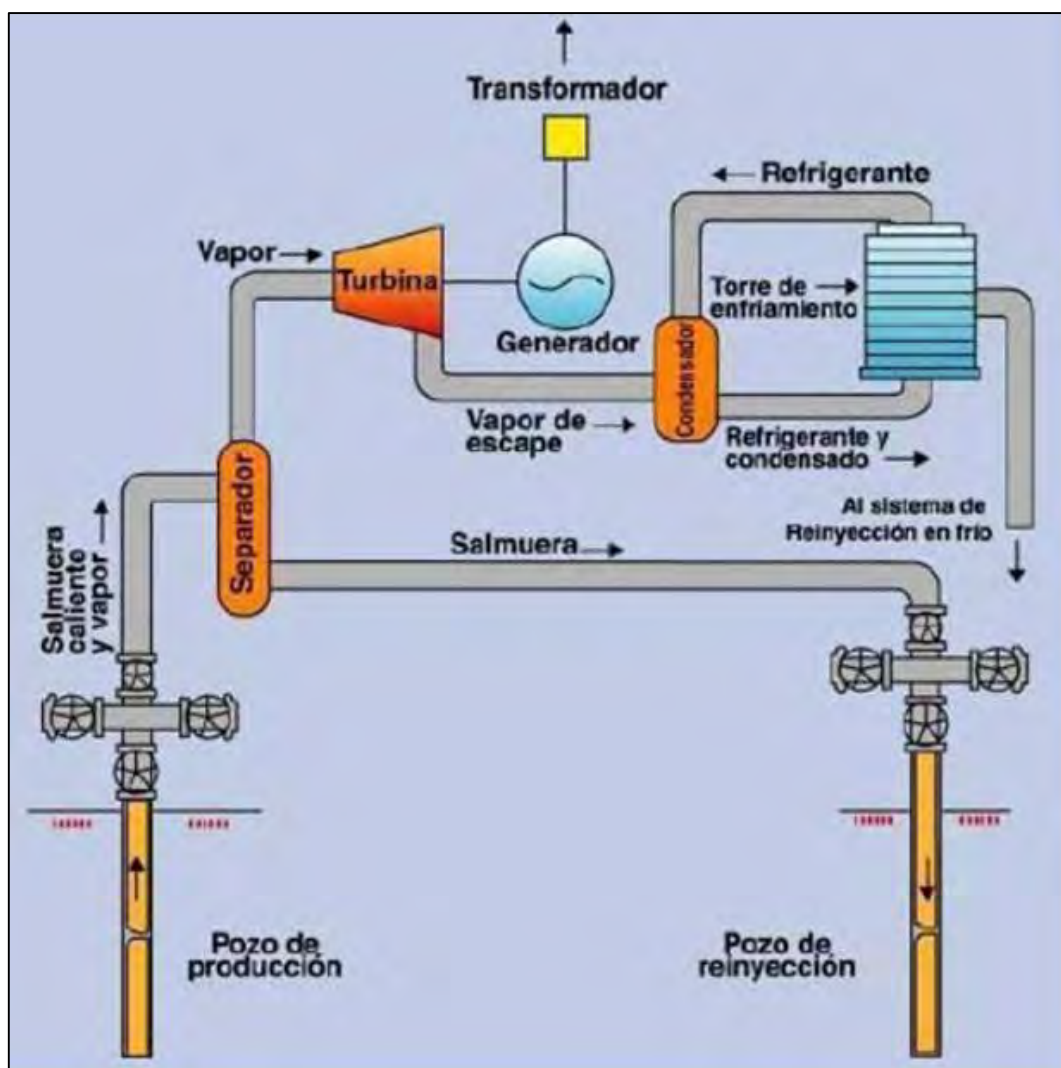 Transformador
Refrigerante
Vapor
Turbina
Torre de
enfriamiento
Generador
Condensador
Vapor de
escape
Refrigerante y
condensado
Separador
Al sistema de
Reinyección en frío
Salmuera
Salmuera
caliente
y vapor
Pozo de
producción
Pozo de
reinyección